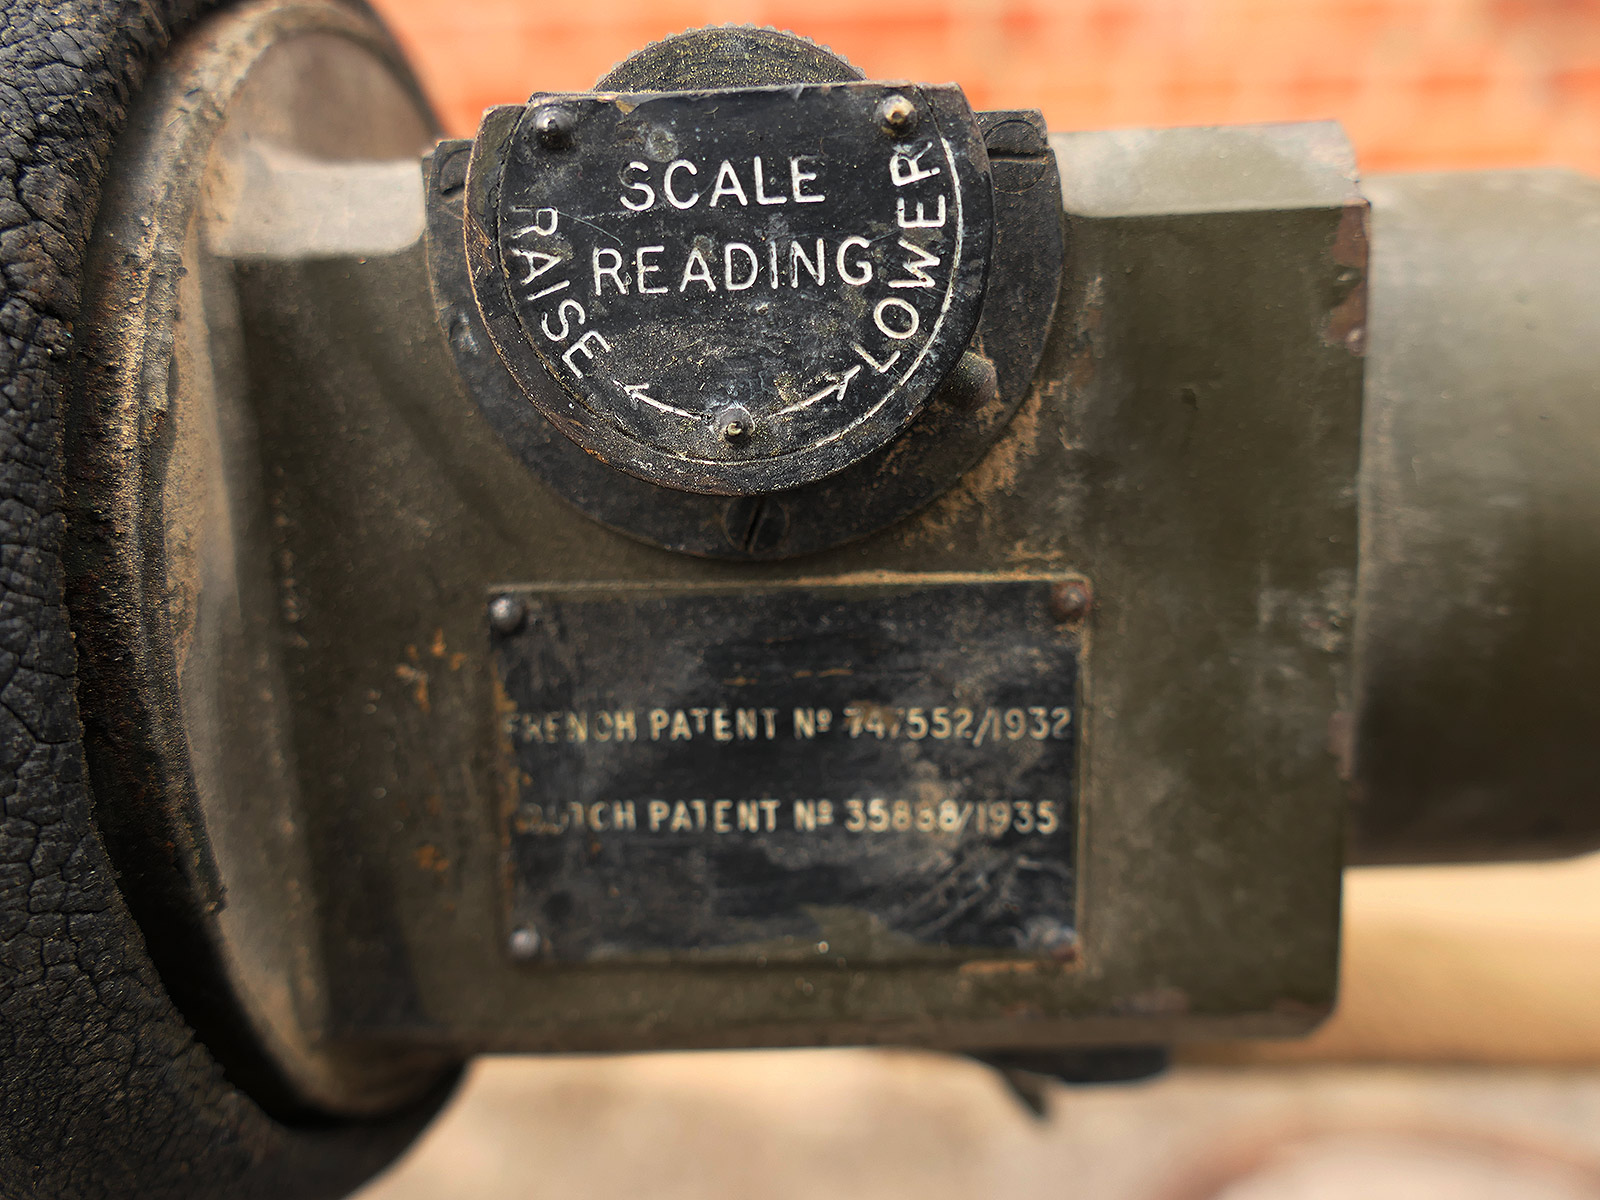 SCALE
READING
RAISE
LOWER
FRENCH PATENT Nº 747552/1932
DUTCH PATENT Nº 35888/1935